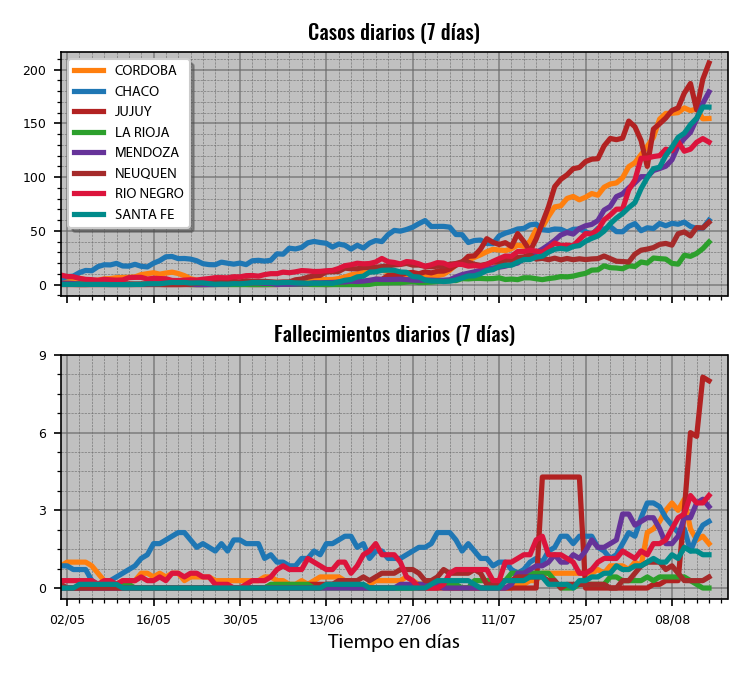 Casos diarios (7 días)
200
150
100
50
0
CORDOBA
CHACO
JUJUY
LA RIOJA
MENDOZA
NEUQUEN
RIO NEGRO
SANTA FE
Fallecimientos diarios (7 días)
9
6
3
0
02/05 16/05 30/05 13/06 27/06 11/07 25/07 08/08
Tiempo en días